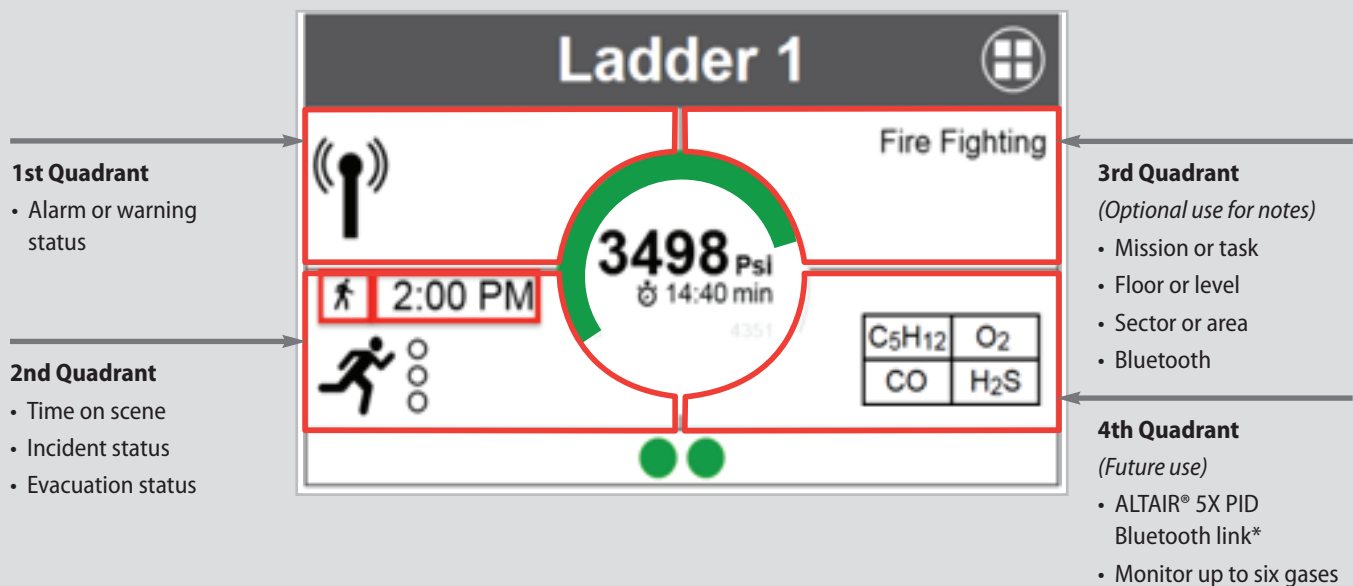 Ladder 1
1st Quadrant
• Alarm or warning
status
2nd Quadrant
• Time on scene
• Incident status
• Evacuation status
Fire Fighting
3498 Psi
14:40 min
4351
2:00 PM
C5H12 O2
CO H2S
3rd Quadrant
(Optional use for notes)
• Mission or task
• Floor or level
• Sector or area
• Bluetooth
4th Quadrant
(Future use)
• ALTAIR® 5X PID
Bluetooth link*
• Monitor up to six gases